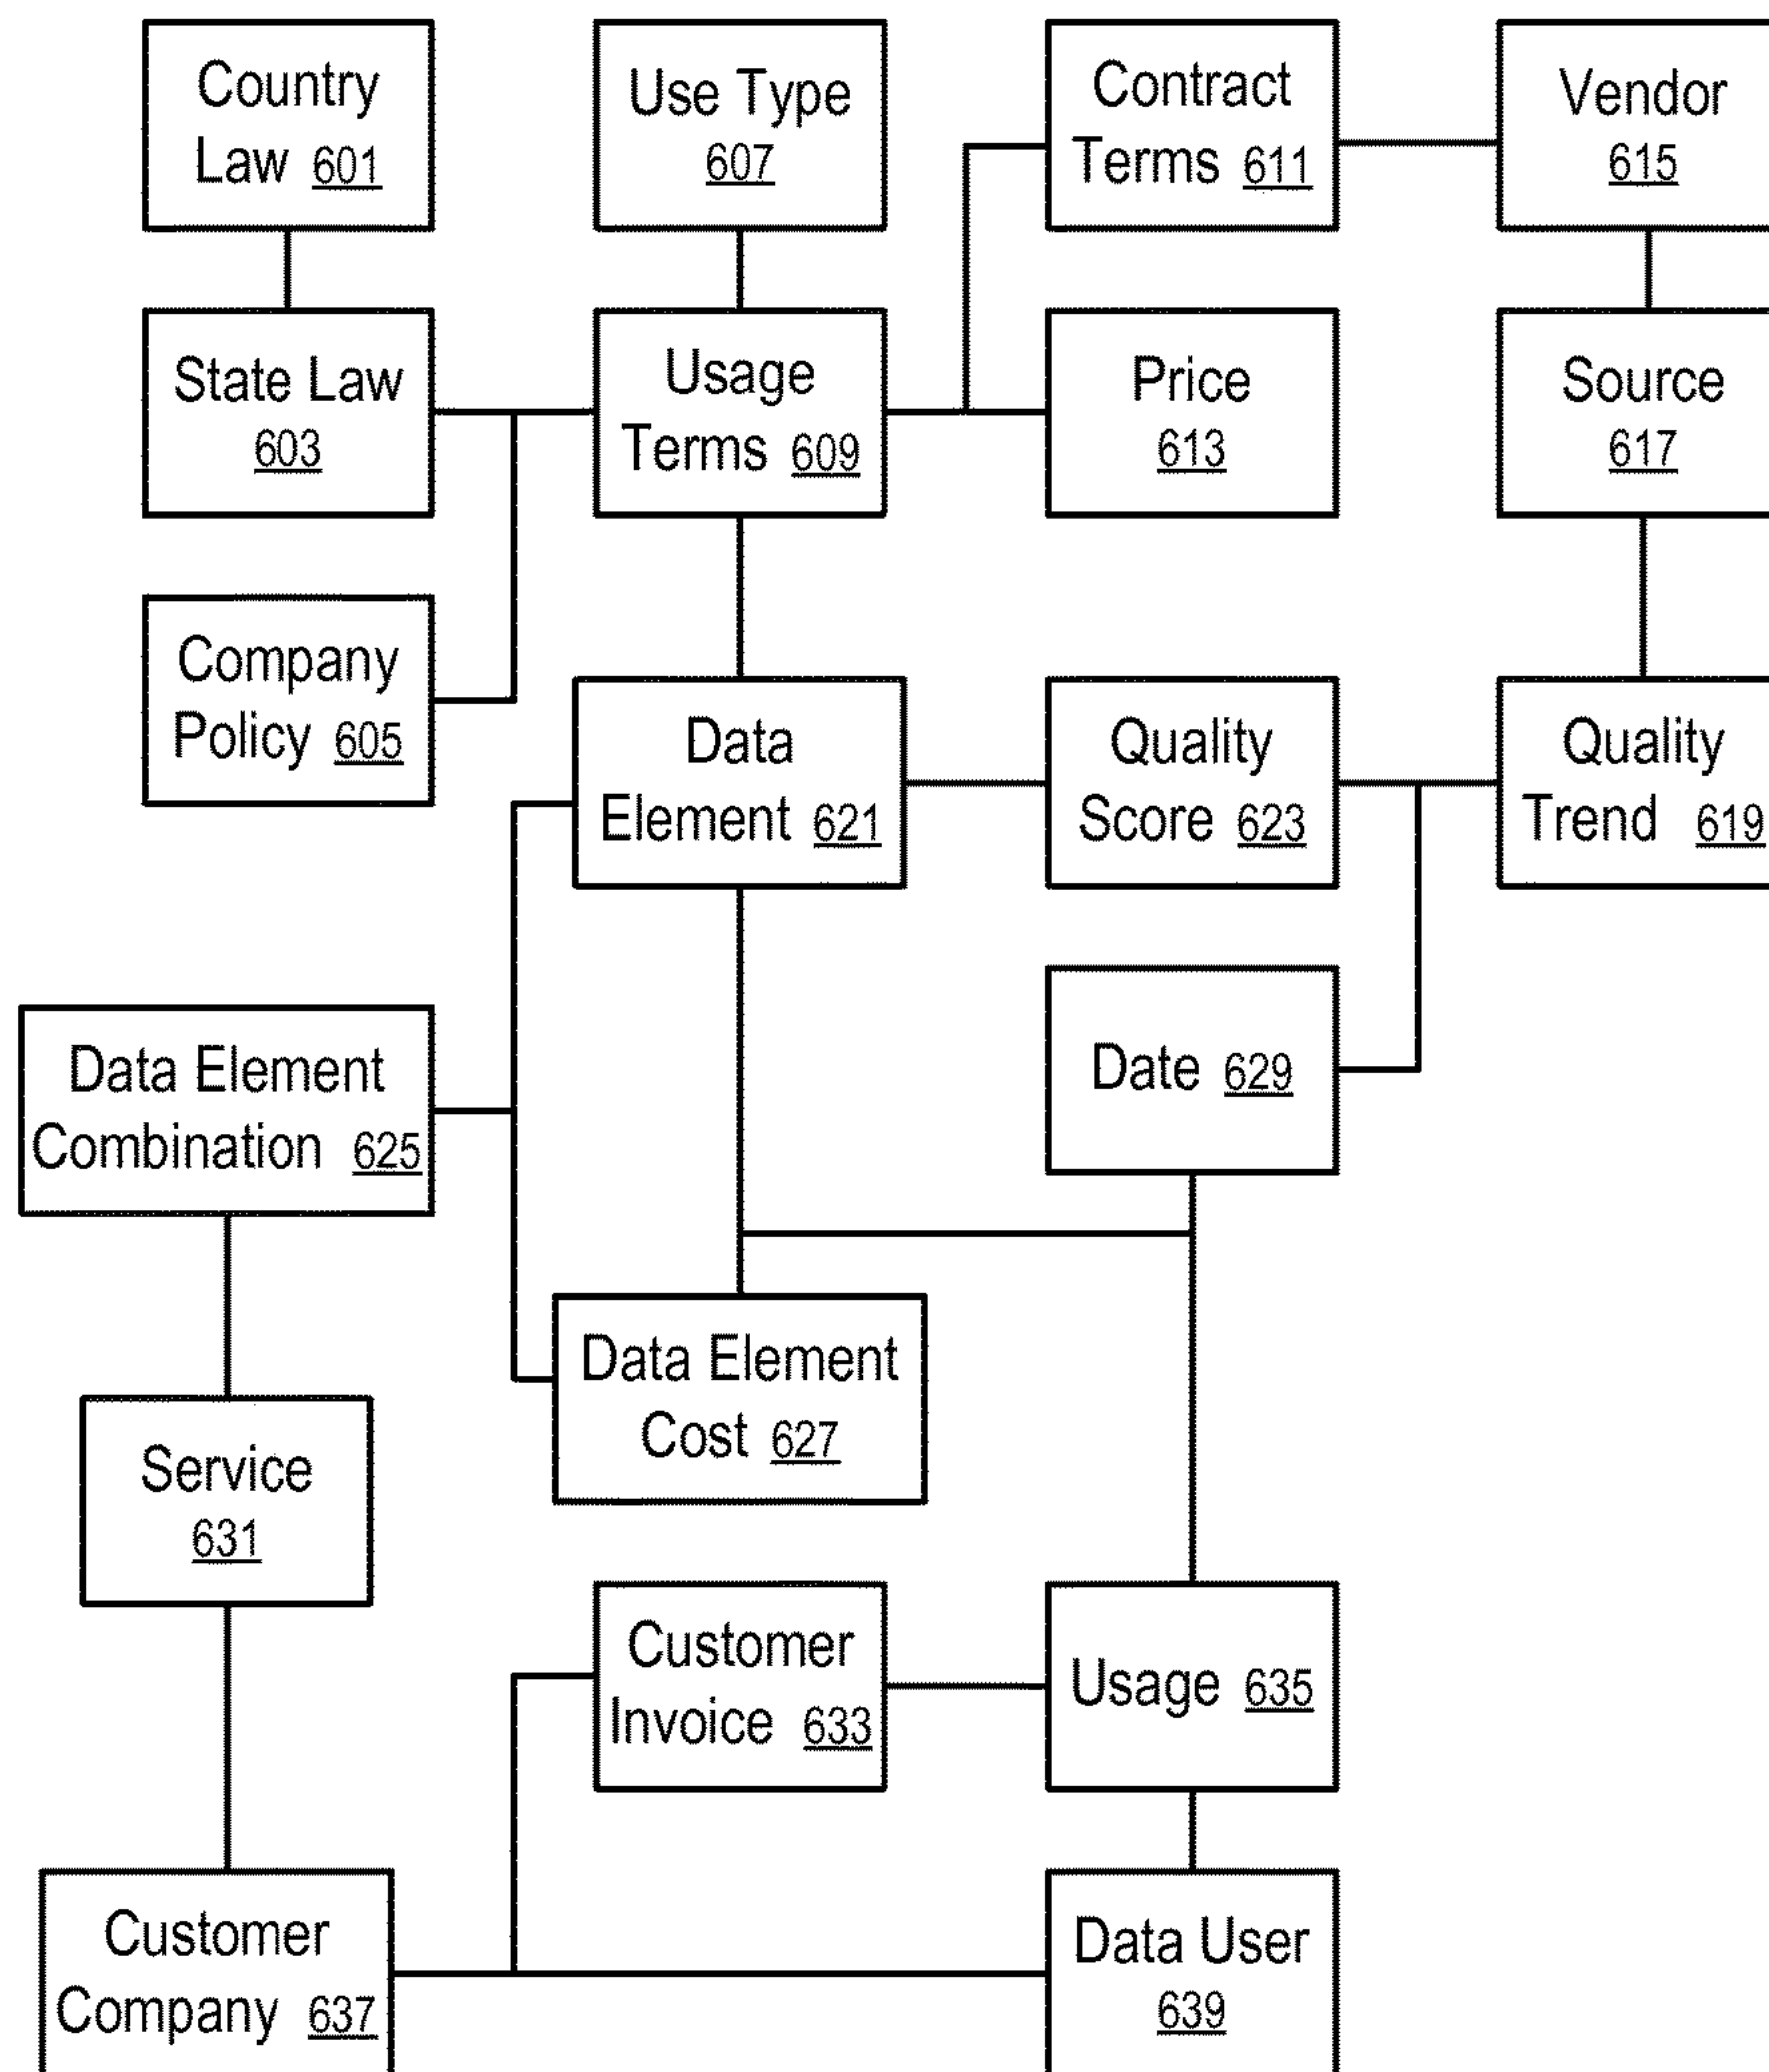 Country
Law 601
Use Type
607
Contract
Terms 611
Vendor
615
State Law
603
Usage
Terms 609
Price
613
Source
617
Company
Policy 605
Data
Element 621
Quality
Score 623
Quality
Trend 619
Data Element
Combination 625
Date 629
Data Element
Cost 627
Service
631
Customer
Invoice 633
Usage 635
Customer
Company 637
Data User
639